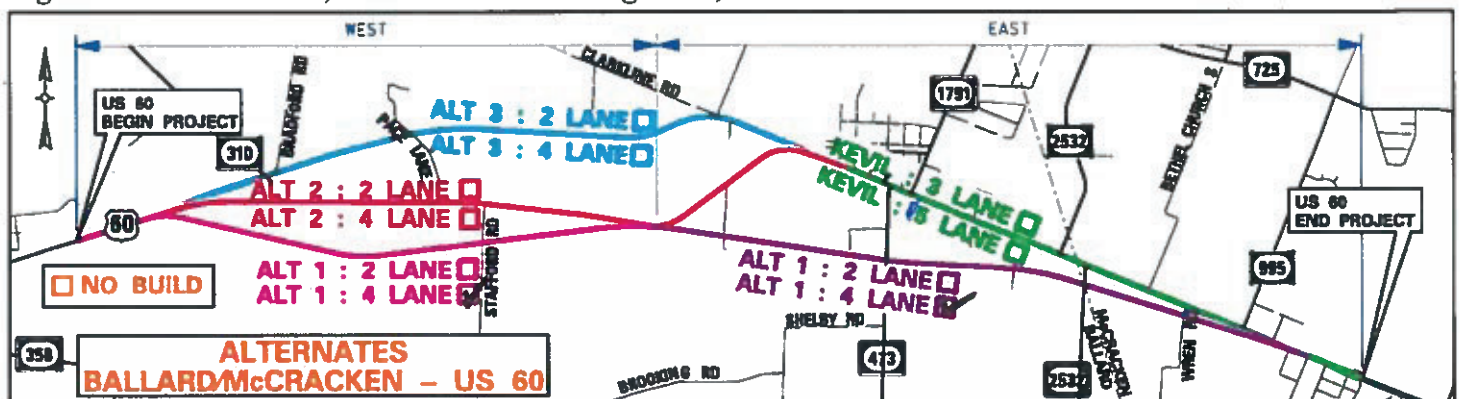 WEST
EAST
CLARKLINE RD
725
US 60
BEGIN PROJECT
BRADFORD RD
1791
BETHEL CHURCH
ALT 3 : 2 LANE
310
PACE LANE
2532
ALT 3 : 4 LANE
KEVIL : 3 LANE
KEVIL : 5 LANE
ALT 2 : 2 LANE
ALT 2 : 4 LANE
US 60
END PROJECT
60
STAFFORD RD
ALT 1 : 2 LANE
ALT 1 : 4 LANE
ALT 1 : 2 LANE
ALT 1 : 4 LANE
995
NO BUILD
SHELBY RD
McCRACKEN
BALLARD
WREN RD
358
ALTERNATES
BALLARD/McCRACKEN - US 60
473
2532
BROOKING RD